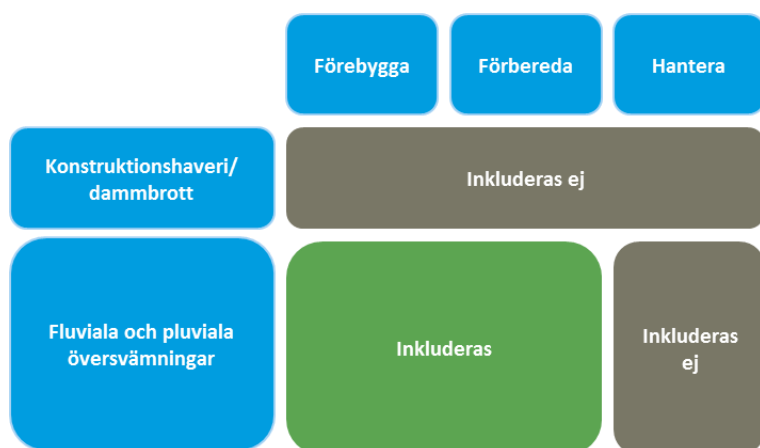 Förebygga
Förbereda
Hantera
Konstruktionshaveri/
dammbrott
Inkluderas ej
Fluviala och pluviala
översvämningar
Inkluderas
Inkluderas
ej